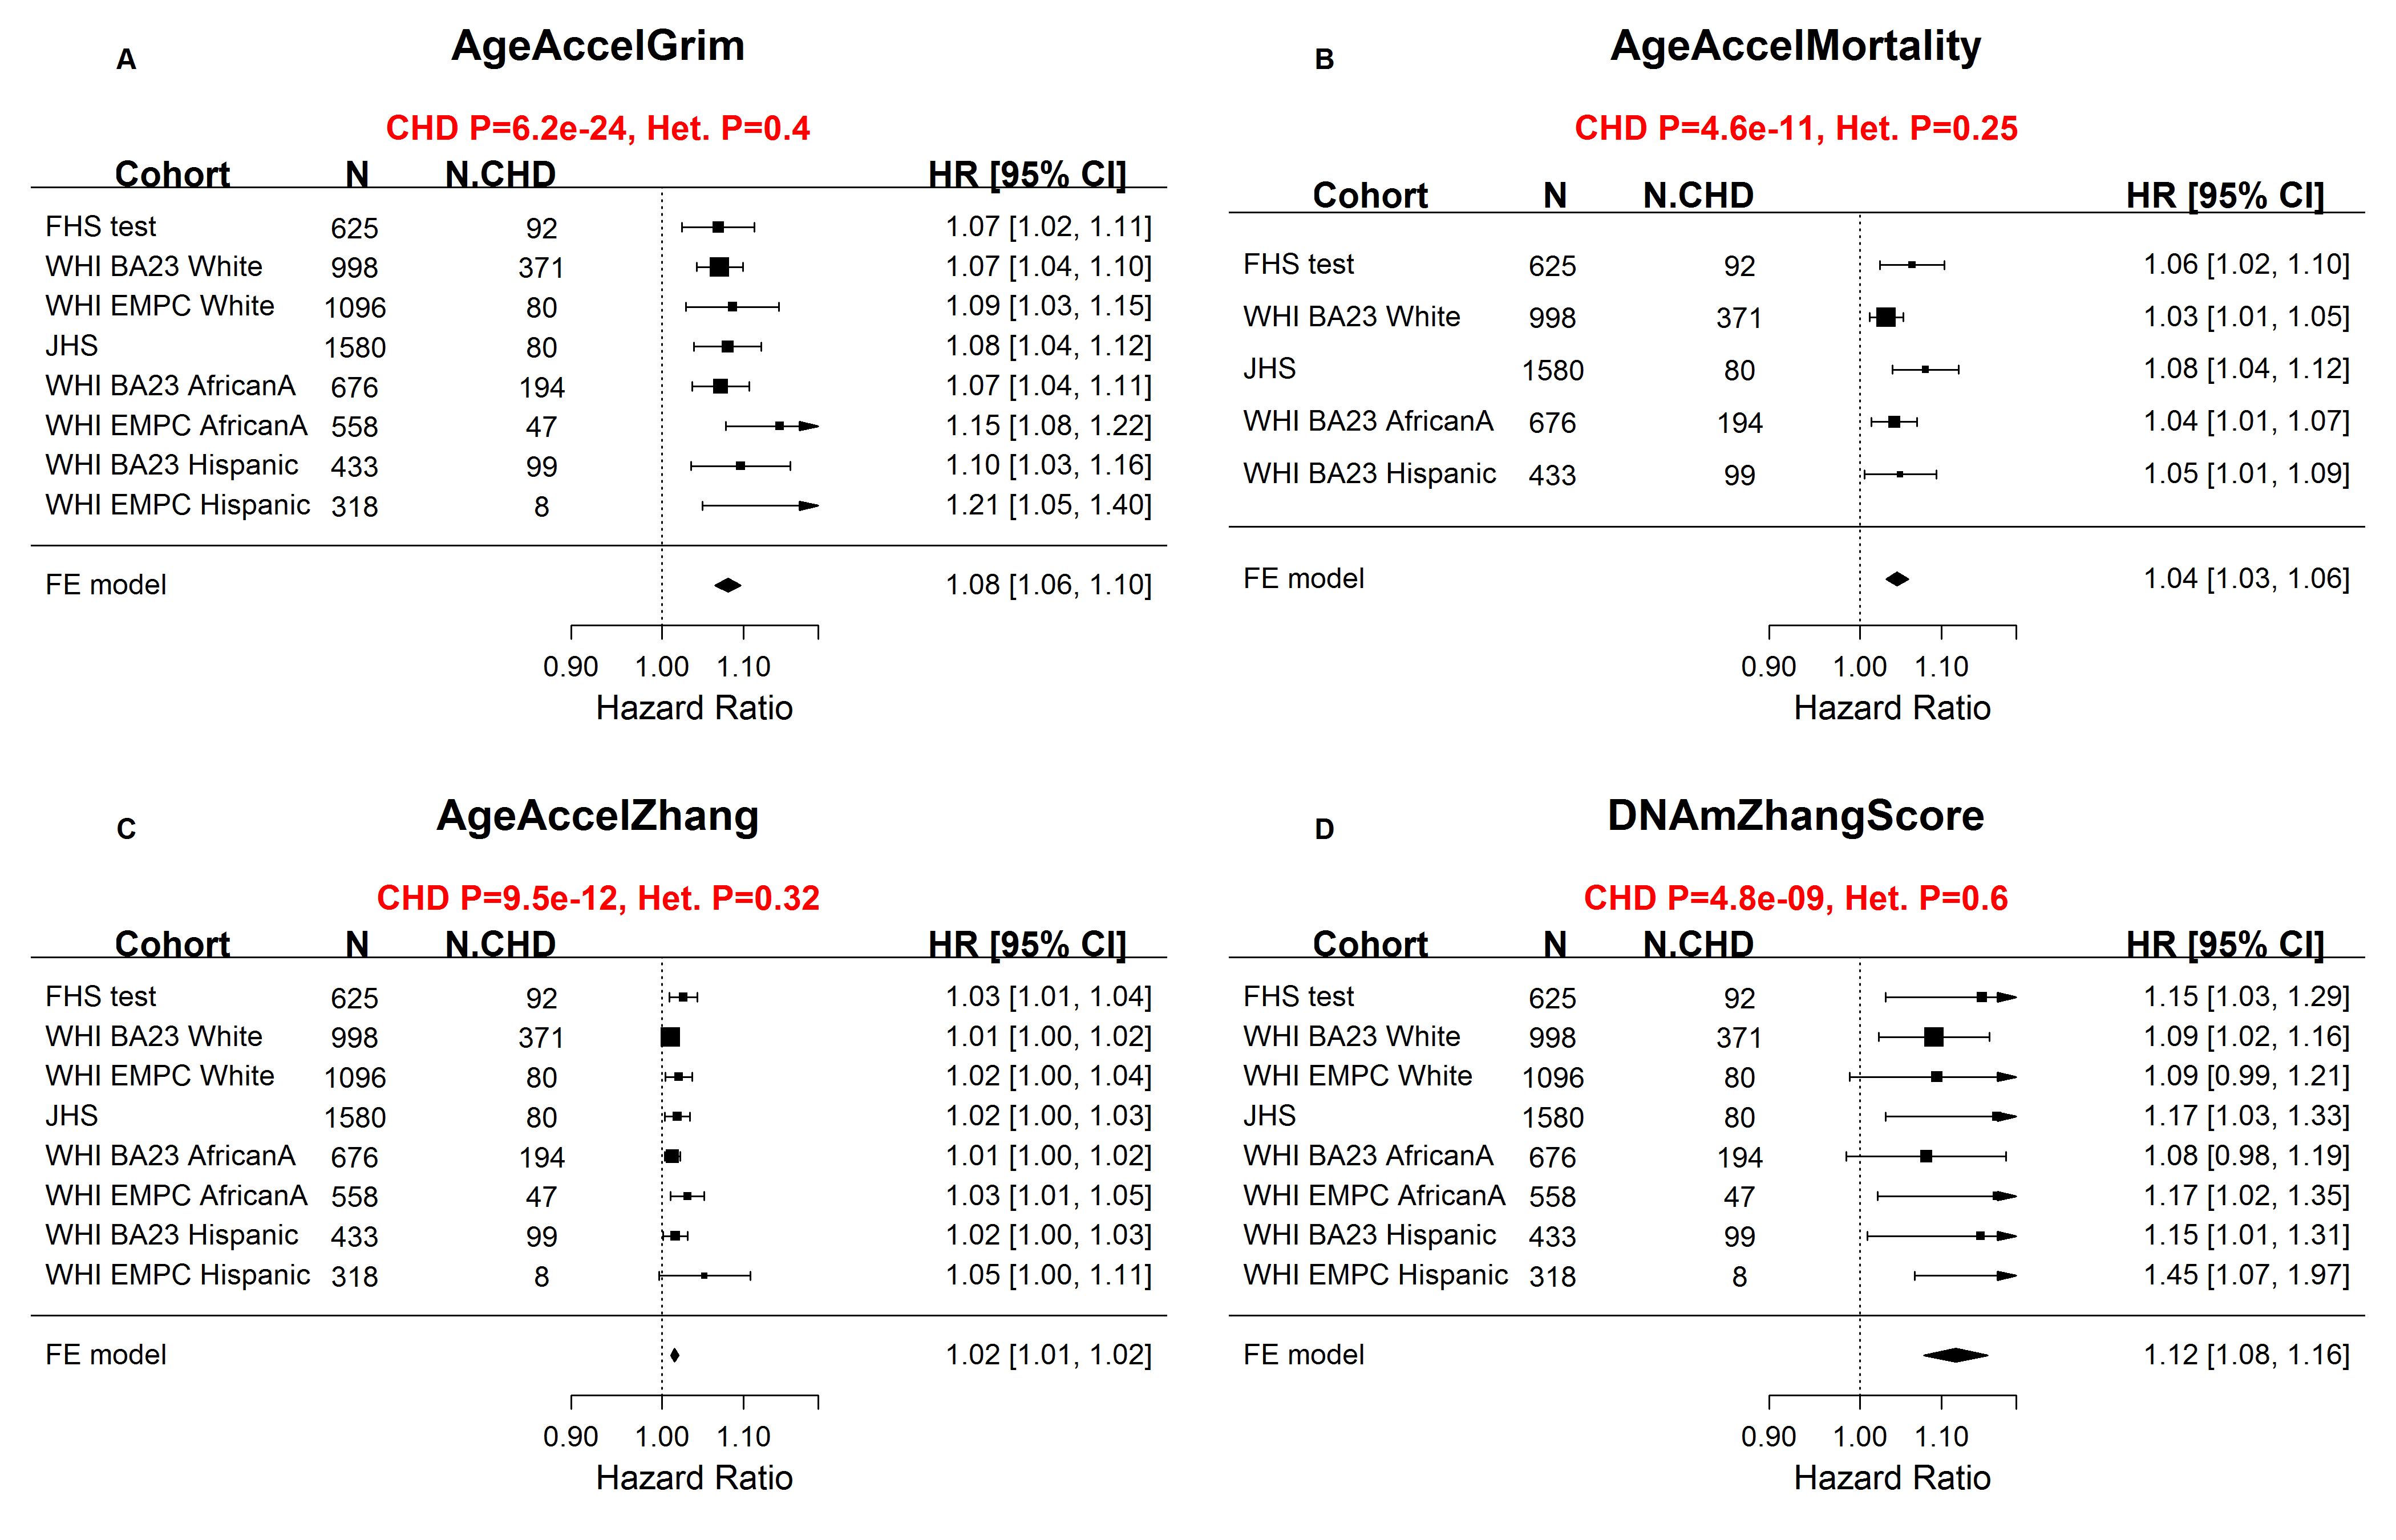 A
AgeAccelGrim
CHD P=6.2e-24, Het. P=0.4
Cohort N N.CHD HR [95% CI]
FHS test 625 92 1.07 [1.02, 1.11]
WHI BA23 White 998 371 1.07 [1.04, 1.10]
WHI EMPC White 1096 80 1.09 [1.03, 1.15]
JHS 1580 80 1.08 [1.04, 1.12]
WHI BA23 AfricanA 676 194 1.07 [1.04, 1.11]
WHI EMPC AfricanA 558 47 1.15 [1.08, 1.22]
WHI BA23 Hispanic 433 99 1.10 [1.03, 1.16]
WHI EMPC Hispanic 318 8 1.21 [1.05, 1.40]
FE model 1.08 [1.06, 1.10]
0.90 1.00 1.10
Hazard Ratio
B
AgeAccelMortality
CHD P=4.6e-11, Het. P=0.25
Cohort N N.CHD HR [95% CI]
FHS test 625 92 1.06 [1.02, 1.10]
WHI BA23 White 998 371 1.03 [1.01, 1.05]
JHS 1580 80 1.08 [1.04, 1.12]
WHI BA23 AfricanA 676 194 1.04 [1.01, 1.07]
WHI BA23 Hispanic 433 99 1.05 [1.01, 1.09]
FE model 1.04 [1.03, 1.06]
0.90 1.00 1.10
Hazard Ratio
C
AgeAccelZhang
CHD P=9.5e-12, Het. P=0.32
Cohort N N.CHD HR [95% CI]
FHS test 625 92 1.03 [1.01, 1.04]
WHI BA23 White 998 371 1.01 [1.00, 1.02]
WHI EMPC White 1096 80 1.02 [1.00, 1.04]
JHS 1580 80 1.02 [1.00, 1.03]
WHI BA23 AfricanA 676 194 1.01 [1.00, 1.02]
WHI EMPC AfricanA 558 47 1.03 [1.01, 1.05]
WHI BA23 Hispanic 433 99 1.02 [1.00, 1.03]
WHI EMPC Hispanic 318 8 1.05 [1.00, 1.11]
FE model 1.02 [1.01, 1.02]
0.90 1.00 1.10
Hazard Ratio
D
DNAmZhangScore
CHD P=4.8e-09, Het. P=0.6
Cohort N N.CHD HR [95% CI]
FHS test 625 92 1.15 [1.03, 1.29]
WHI BA23 White 998 371 1.09 [1.02, 1.16]
WHI EMPC White 1096 80 1.09 [0.99, 1.21]
JHS 1580 80 1.17 [1.03, 1.33]
WHI BA23 AfricanA 676 194 1.08 [0.98, 1.19]
WHI EMPC AfricanA 558 47 1.17 [1.02, 1.35]
WHI BA23 Hispanic 433 99 1.15 [1.01, 1.31]
WHI EMPC Hispanic 318 8 1.45 [1.07, 1.97]
FE model 1.12 [1.08, 1.16]
0.90 1.00 1.10
Hazard Ratio